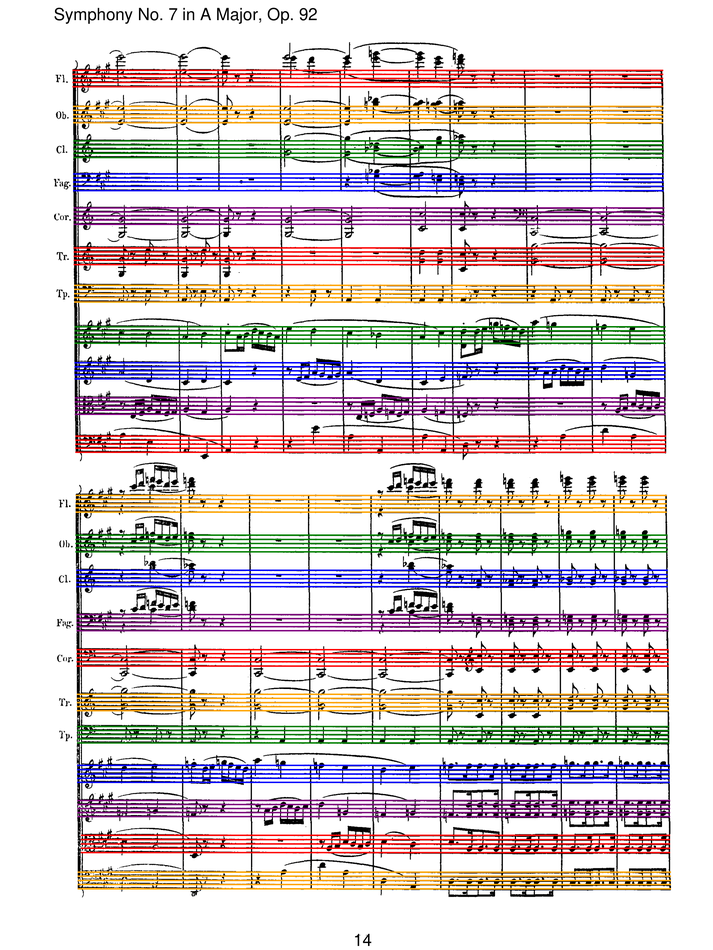 Symphony No. 7 in A Major, Op. 92
Fl.
Ob.
Cl.
Fag.
Cor.
Tr.
Tp.
Fl.
Ob.
Cl.
Fag.
Cor.
Tr.
Tp.
14